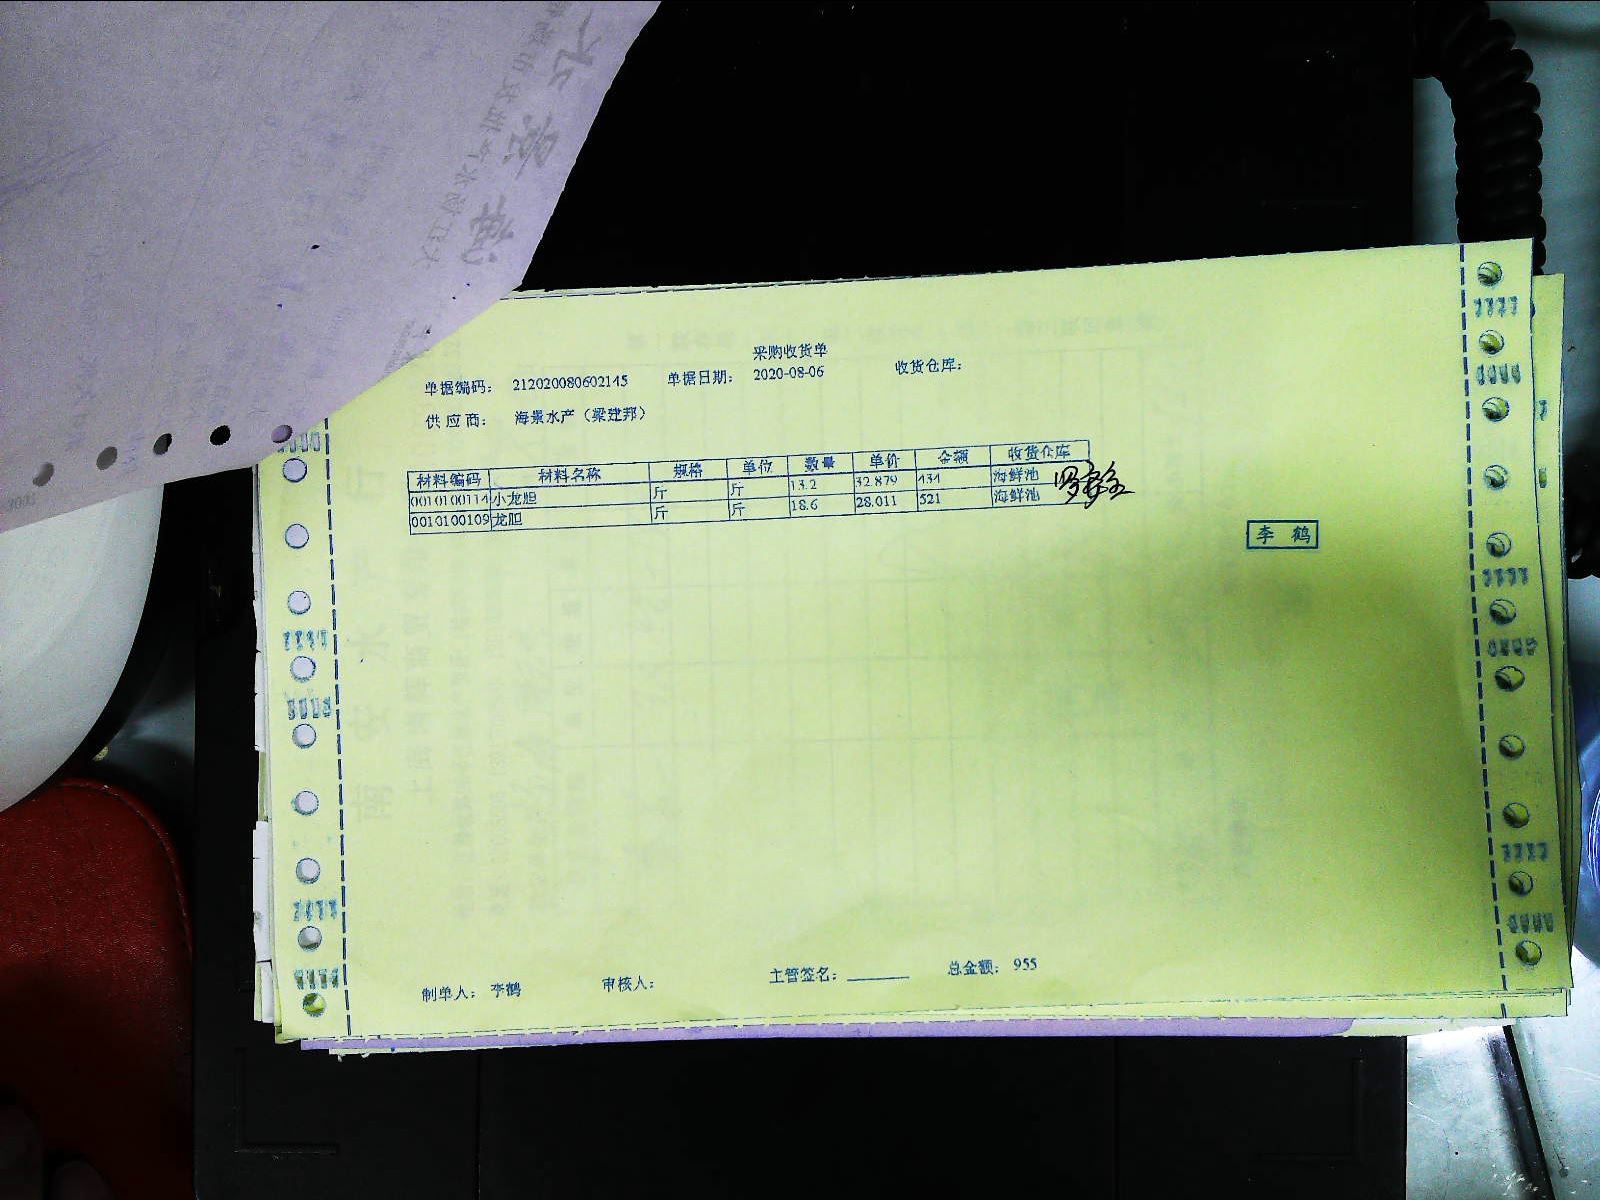 采购收货单
单据编码： 212020080602145 单据日期： 2020-08-06 收货仓库：
供 应 商： 海景水产（梁建邦）
材料编码 材料名称 规格 单位 数量 单价 金额 收货仓库
0010100114 小龙胆 斤 斤 13.2 32.879 434 海鲜池
0010100109 龙胆 斤 斤 18.6 28.011 521 海鲜池
李 鹤
制单人： 李鹤 审核人： 主管签名： 总金额： 955